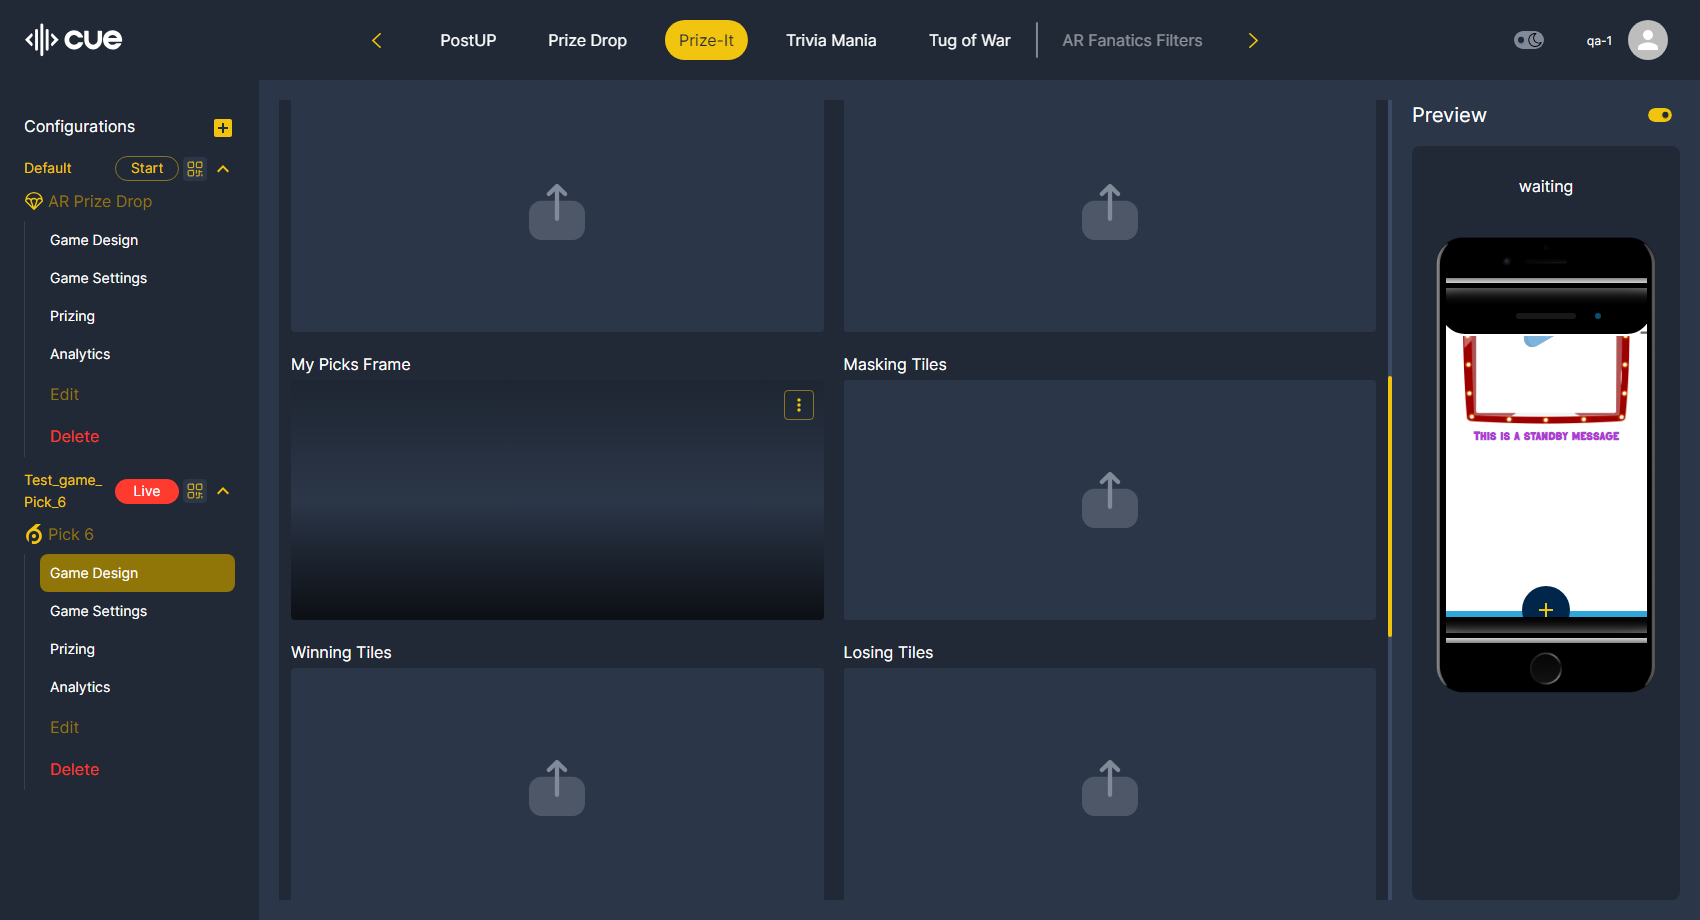 cue
PostUP
Prize Drop
Prize-It
Trivia Mania
Tug of War
AR Fanatics Filters
qa-1
Configurations
Default
Start
AR Prize Drop
Game Design
Game Settings
Prizing
Analytics
Edit
Delete
Test_game_
Pick_6
Live
Pick 6
Game Design
Game Settings
Prizing
Analytics
Edit
Delete
My Picks Frame
Masking Tiles
Winning Tiles
Losing Tiles
Preview
waiting
THIS IS A STANDBY MESSAGE